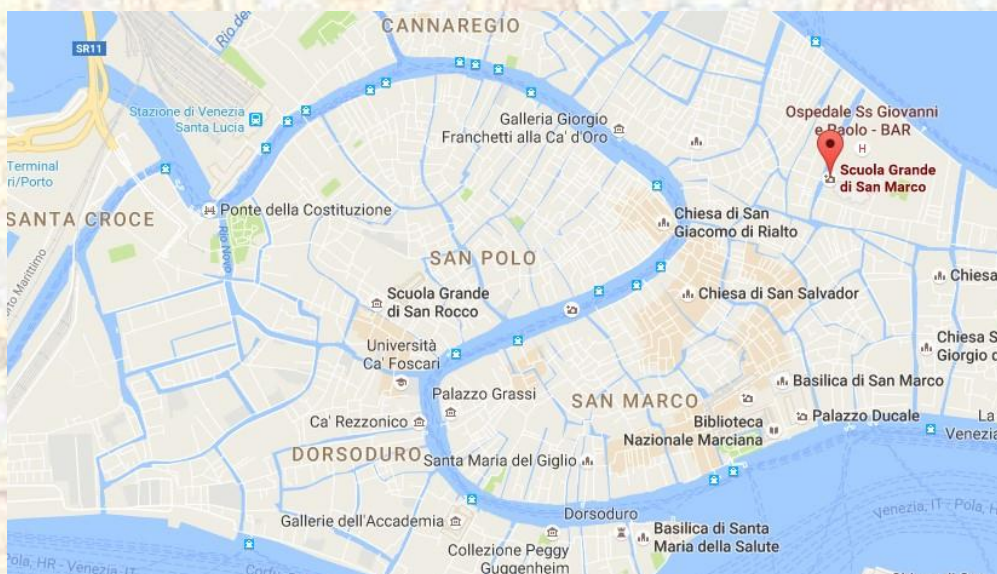 CANNAREGIO
SR11
Rio de
Stazione di Venezia
Santa Lucia
Galleria Giorgio
Franchetti alla Ca' d'Oro
Ospedale Ss Giovanni
e Paolo - BAR
H
Scuola Grande
di San Marco
Terminal
ri/Porto
SANTA CROCE
Ponte della Costituzione
Rio Novo
Chiesa di San
Giacomo di Rialto
SAN POLO
Marittimo
Scuola Grande
di San Rocco
Chiesa di San Salvador
Chiesa
Università
Ca' Foscari
Chiesa S
Giorgio d
Palazzo Grassi
SAN MARCO
Basilica di San Marco
Ca' Rezzonico
Biblioteca
Nazionale Marciana
Palazzo Ducale
La
Venezia
DORSODURO
Santa Maria del Giglio
Gallerie dell'Accademia
Dorsoduro
Venezia, IT - Pola, H
Basilica di Santa
Maria della Salute
Collezione Peggy
Guggenheim
Pola, HR - Venezia, IT